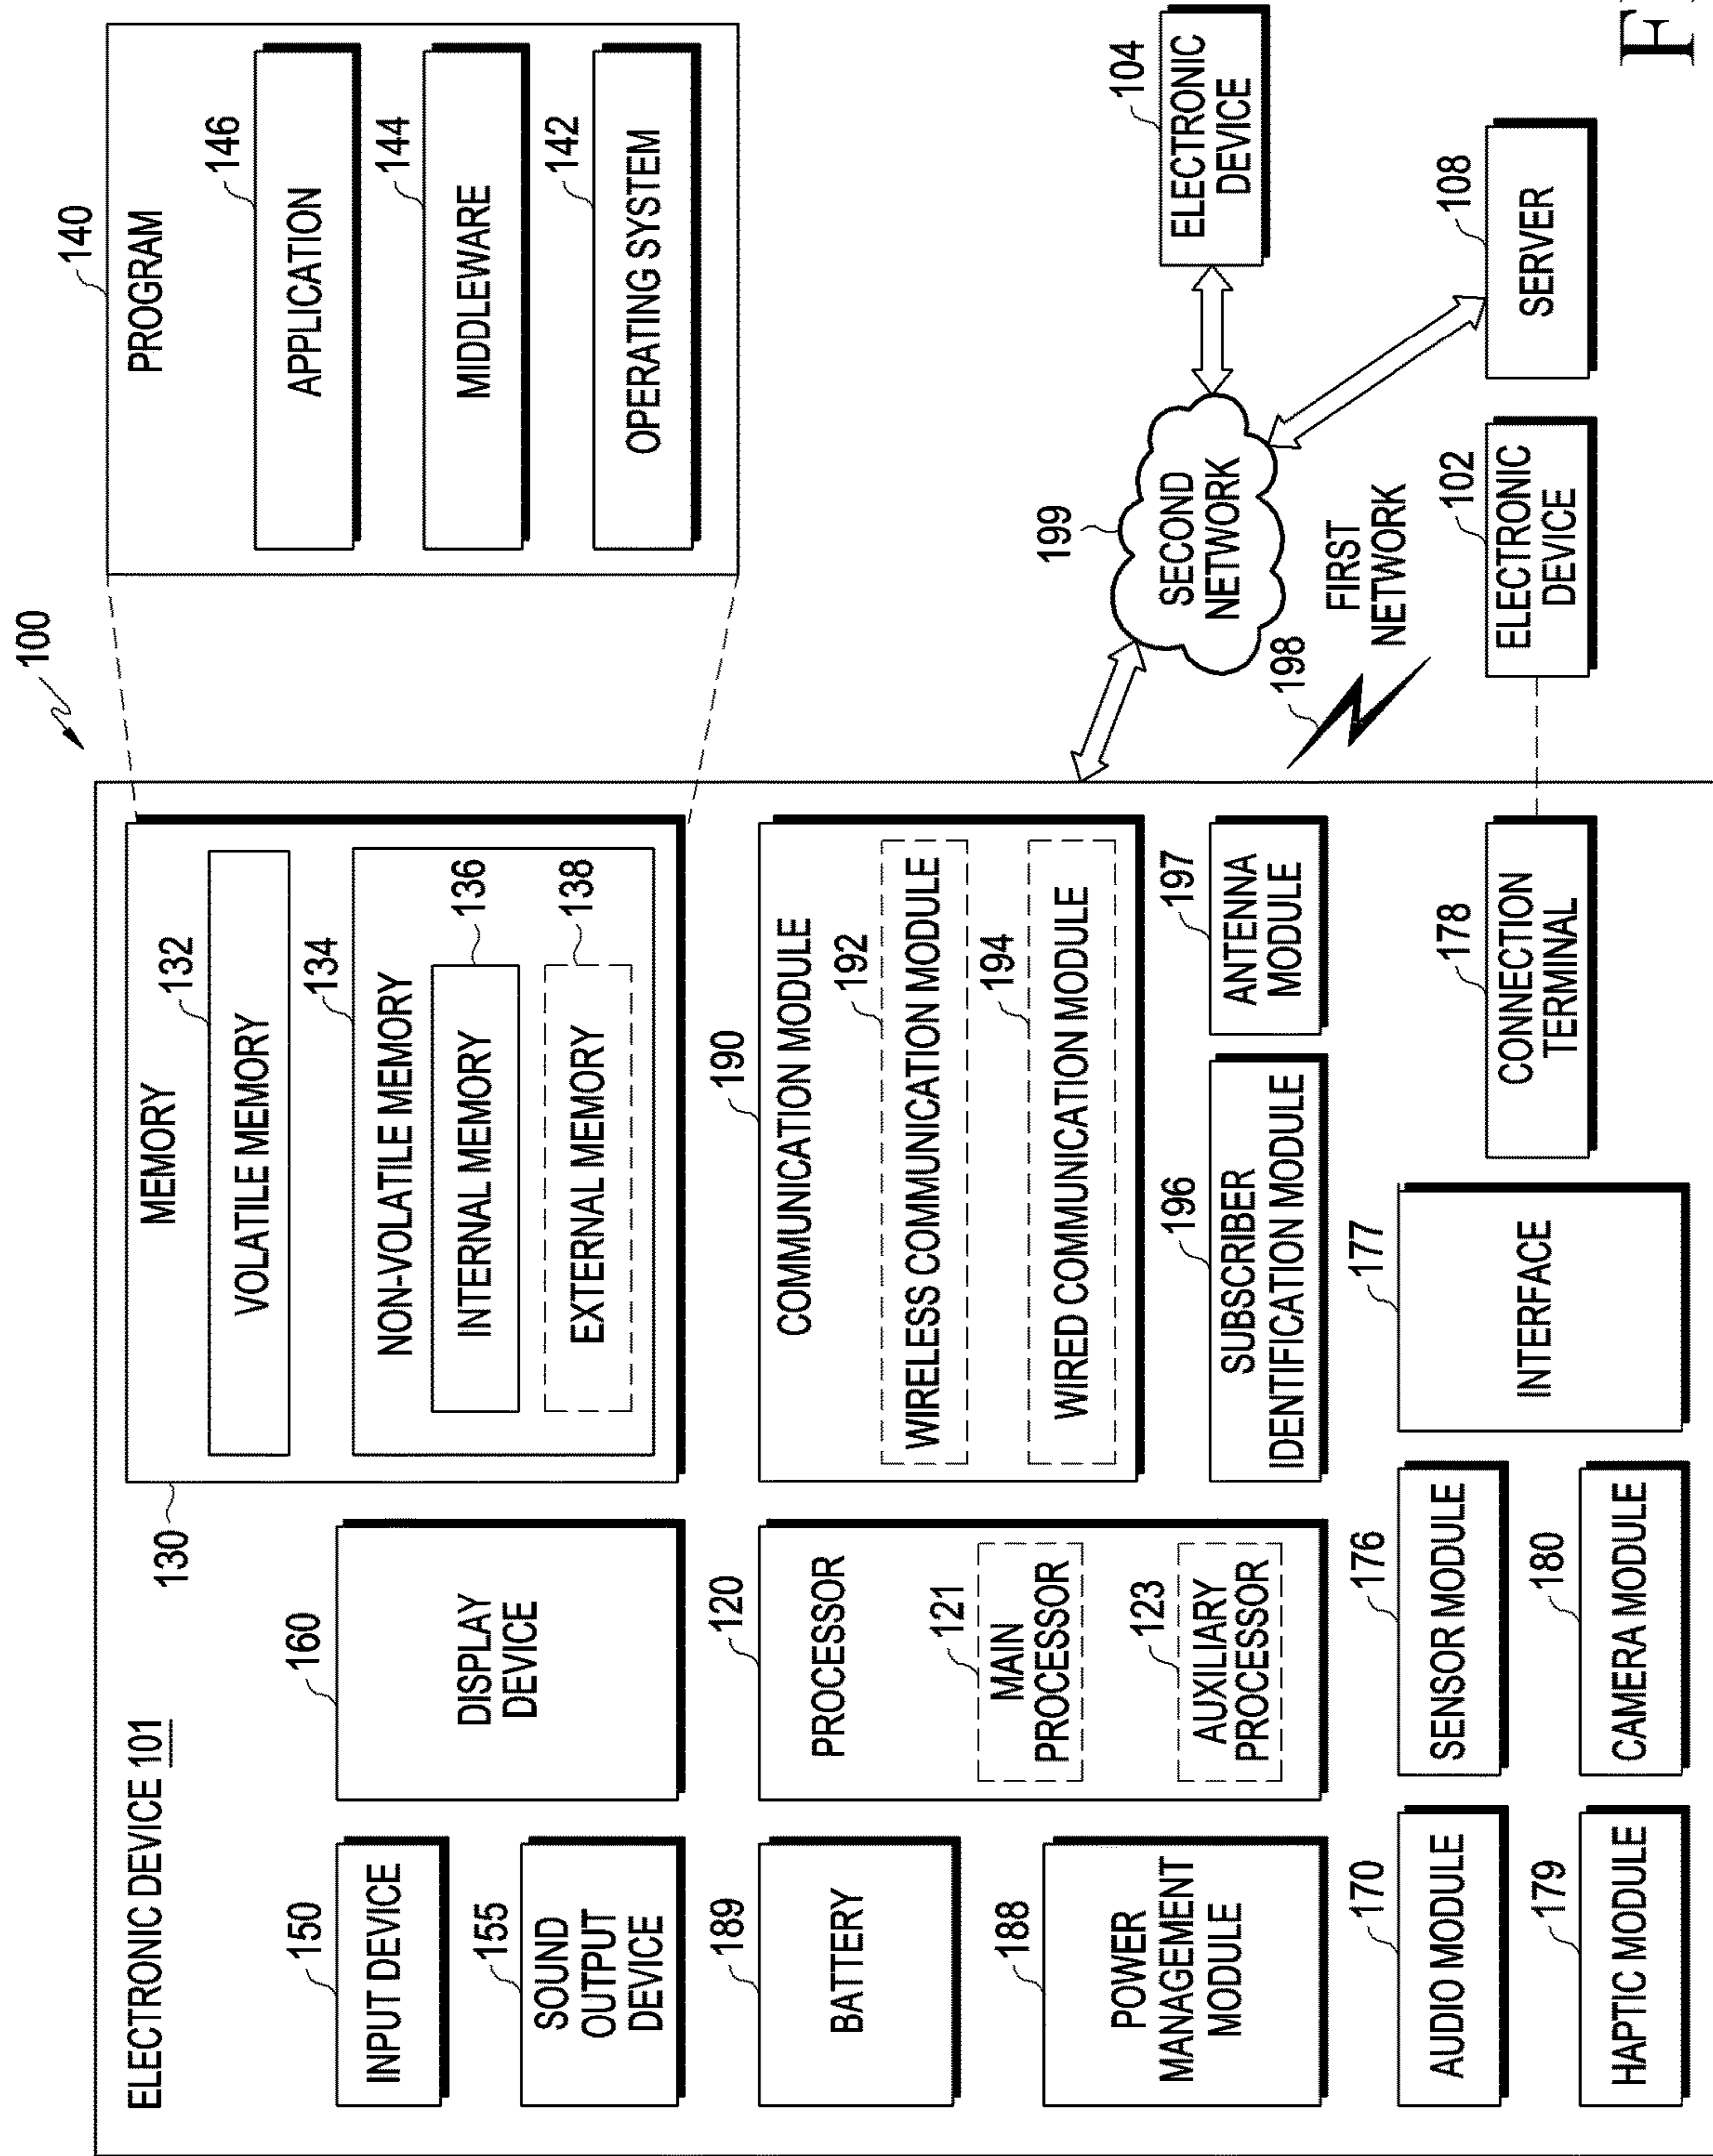 100
ELECTRONIC DEVICE 101
150
INPUT DEVICE
155
SOUND
OUTPUT
DEVICE
160
DISPLAY
DEVICE
130
MEMORY
132
VOLATILE MEMORY
134
NON-VOLATILE MEMORY
136
INTERNAL MEMORY
138
EXTERNAL MEMORY
140
PROGRAM
146
APPLICATION
144
MIDDLEWARE
142
OPERATING SYSTEM
189
BATTERY
188
POWER
MANAGEMENT
MODULE
120
PROCESSOR
121
MAIN
PROCESSOR
123
AUXILIARY
PROCESSOR
190
COMMUNICATION MODULE
192
WIRELESS COMMUNICATION MODULE
194
WIRED COMMUNICATION MODULE
196
SUBSCRIBER
IDENTIFICATION MODULE
197
ANTENNA
MODULE
199
SECOND
NETWORK
104
ELECTRONIC
DEVICE
198
FIRST
NETWORK
108
SERVER
170
AUDIO MODULE
176
SENSOR MODULE
177
INTERFACE
178
CONNECTION
TERMINAL
102
ELECTRONIC
DEVICE
179
HAPTIC MODULE
180
CAMERA MODULE